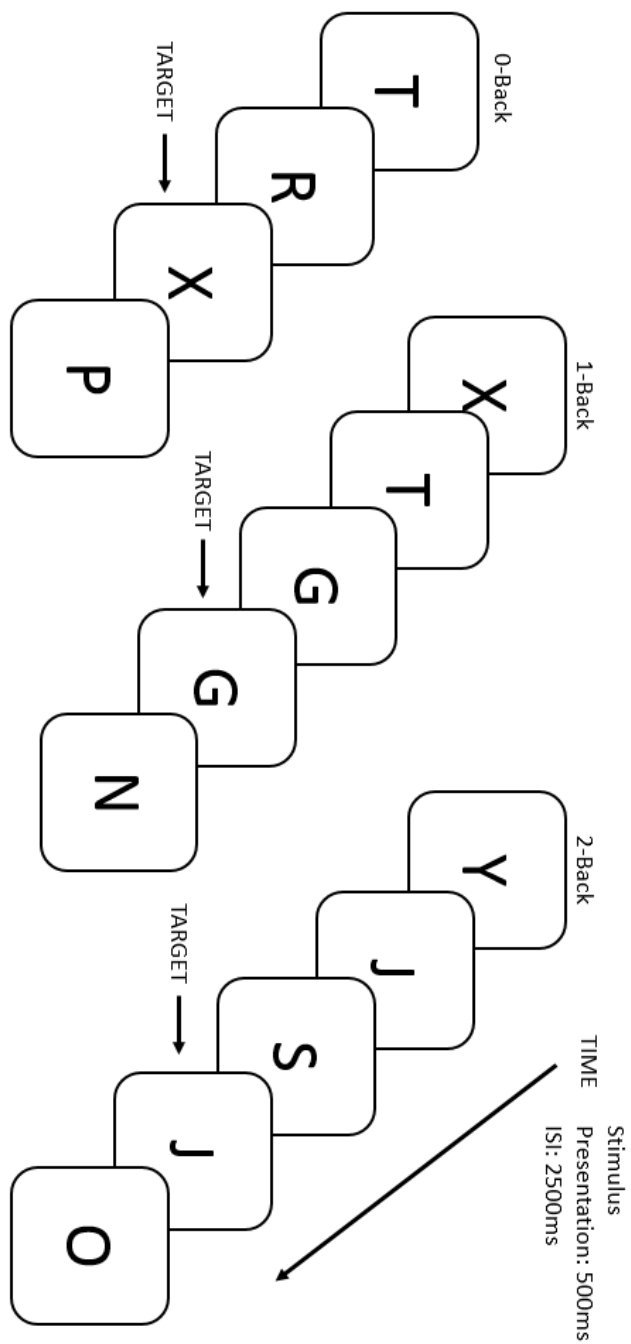 0-Back
T
R
TARGET
X
P
1-Back
X
T
G
TARGET
G
N
2-Back
Y
J
S
TARGET
J
O
TIME
Stimulus
Presentation: 500ms
ISI: 2500ms